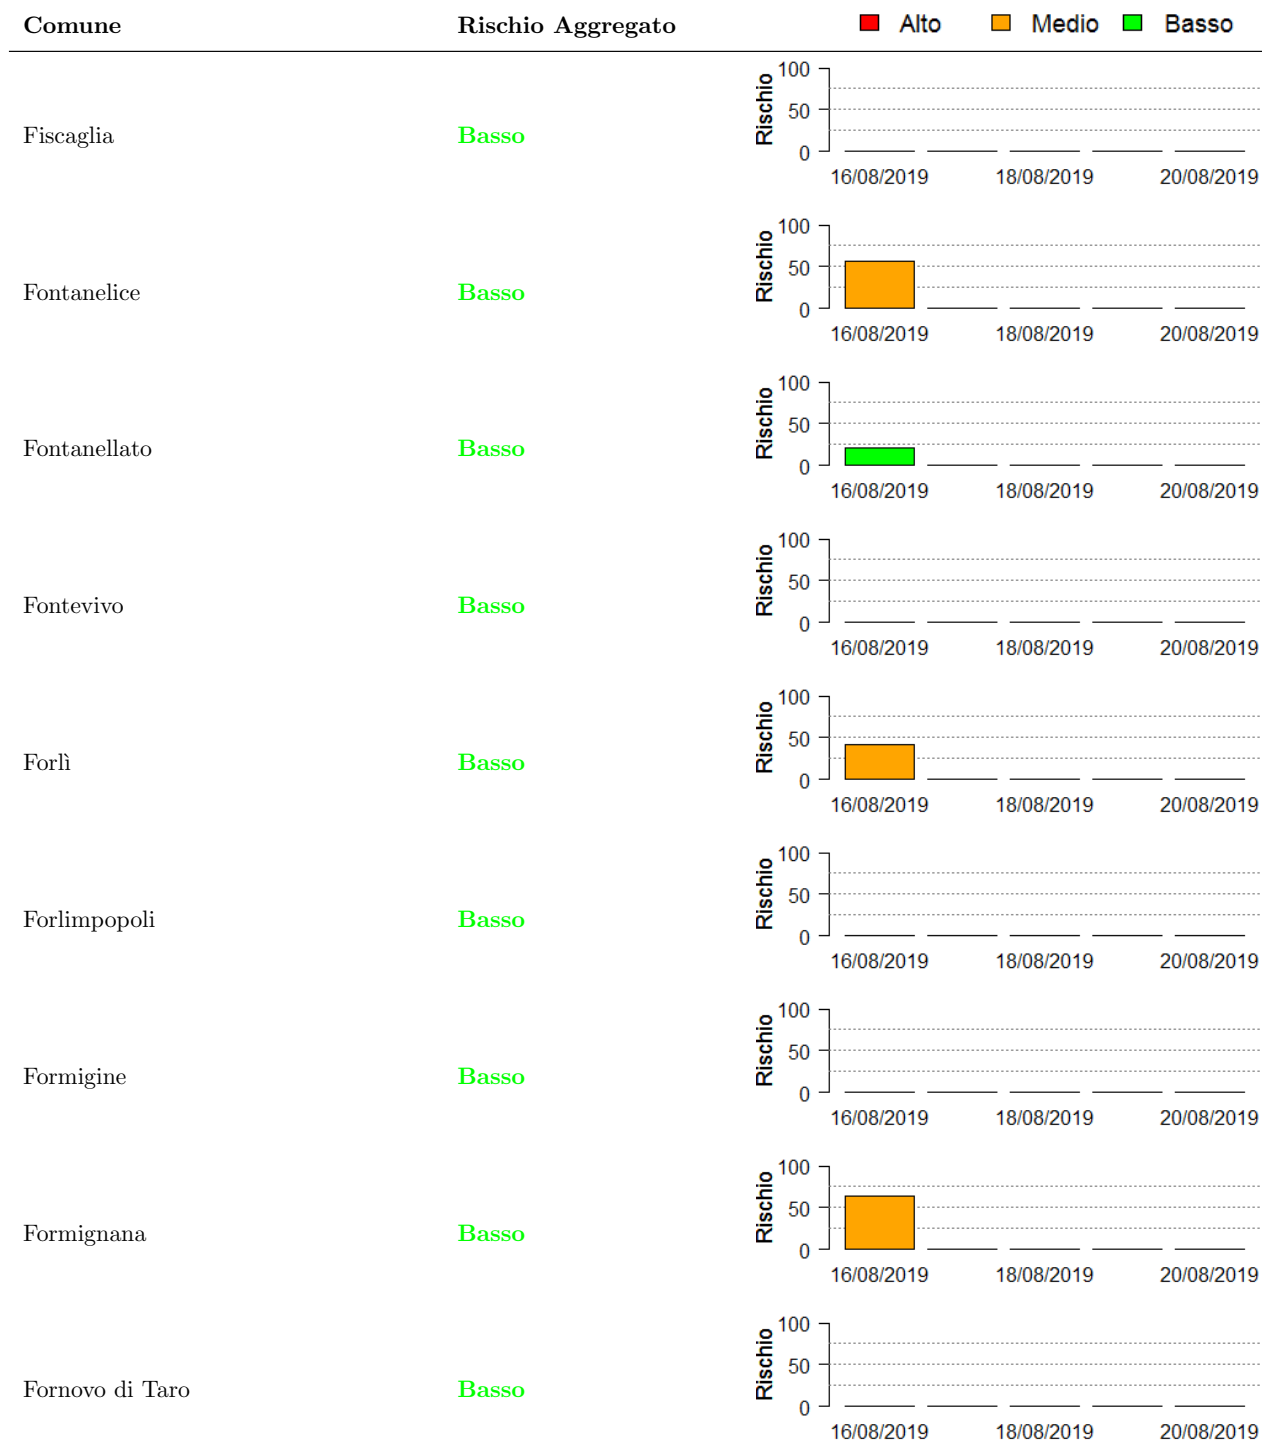 Comune Rischio Aggregato Alto Medio Basso
Fiscaglia Basso
Rischio
100
50
0
16/08/2019 18/08/2019 20/08/2019
Fontanelice Basso
Rischio
100
50
0
16/08/2019 18/08/2019 20/08/2019
Fontanellato Basso
Rischio
100
50
0
16/08/2019 18/08/2019 20/08/2019
Fontevivo Basso
Rischio
100
50
0
16/08/2019 18/08/2019 20/08/2019
Forlì Basso
Rischio
100
50
0
16/08/2019 18/08/2019 20/08/2019
Forlimpopoli Basso
Rischio
100
50
0
16/08/2019 18/08/2019 20/08/2019
Formigine Basso
Rischio
100
50
0
16/08/2019 18/08/2019 20/08/2019
Formignana Basso
Rischio
100
50
0
16/08/2019 18/08/2019 20/08/2019
Fornovo di Taro Basso
Rischio
100
50
0
16/08/2019 18/08/2019 20/08/2019